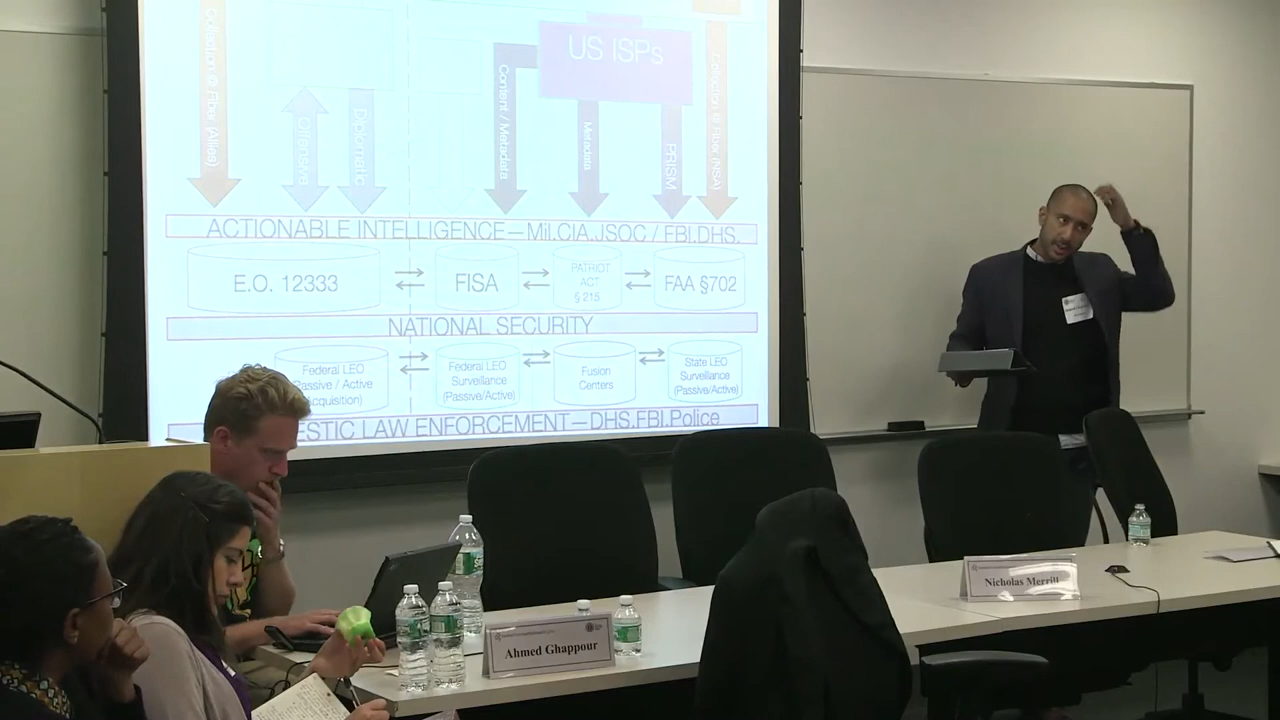 US ISPs
Collection @ Fiber (Allies)
Offensive
Diplomatic
Content / Metadata
Metadata
PRISM
Collection @ Fiber (NSA)
ACTIONABLE INTELLIGENCE—Mil.CIA.JSOC / FBI.DHS.
E.O. 12333
FISA
PATRIOT
ACT
§ 215
FAA §702
NATIONAL SECURITY
Federal LEO
Passive / Active
Acquisition)
Federal LEO
Surveillance
(Passive/Active)
Fusion
Centers
State LEO
Surveillance
(Passive/Active)
ESTIC LAW ENFORCEMENT—DHS.FBI.Police
Nicholas Merrill
Ahmed Ghappour